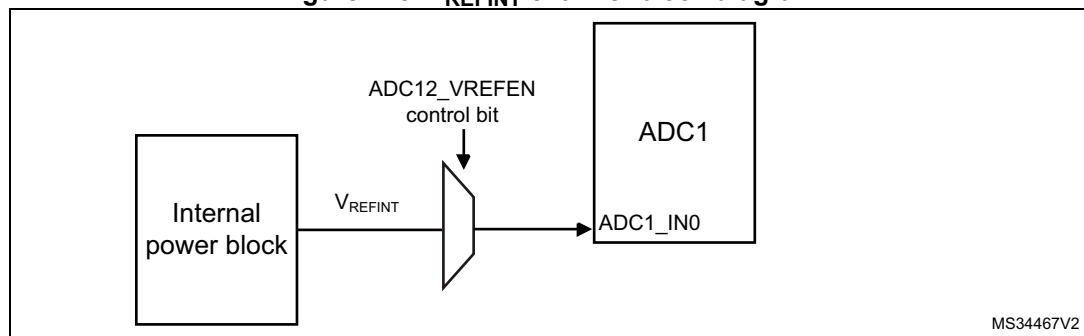 ADC12_VREFEN
control bit
ADC1
VREFINT
Internal
power block
ADC1_IN0
MS34467V2